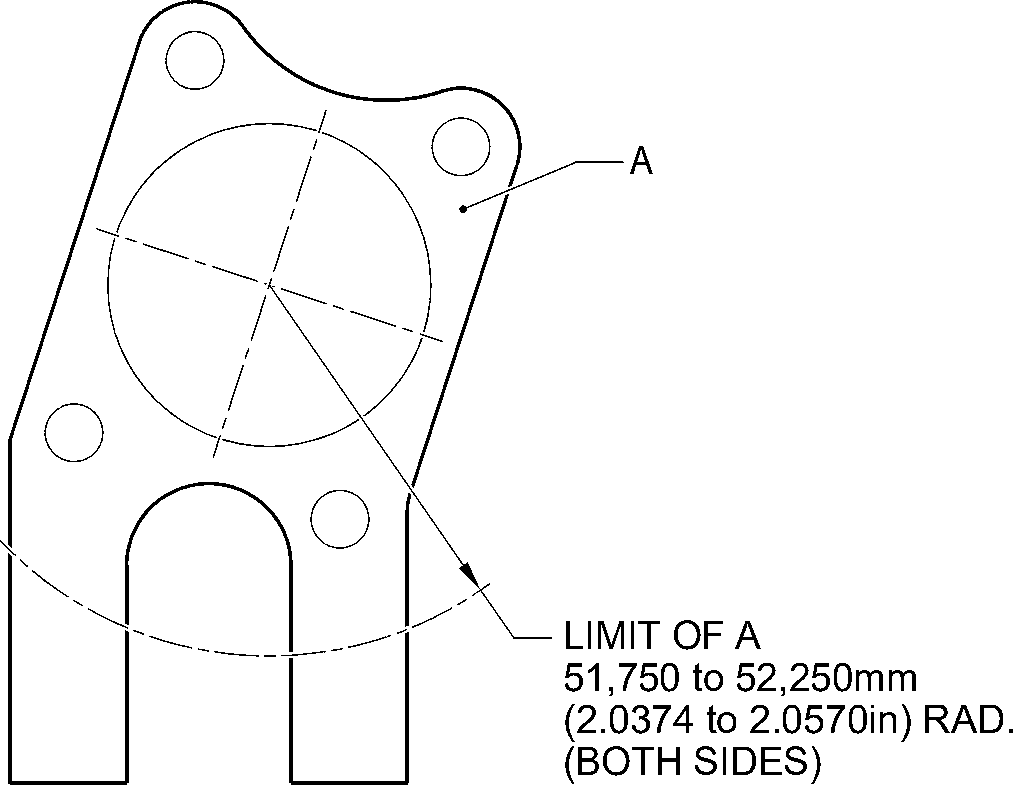 A
LIMIT OF A
51,750 to 52,250mm
(2.0374 to 2.0570in) RAD.
(BOTH SIDES)